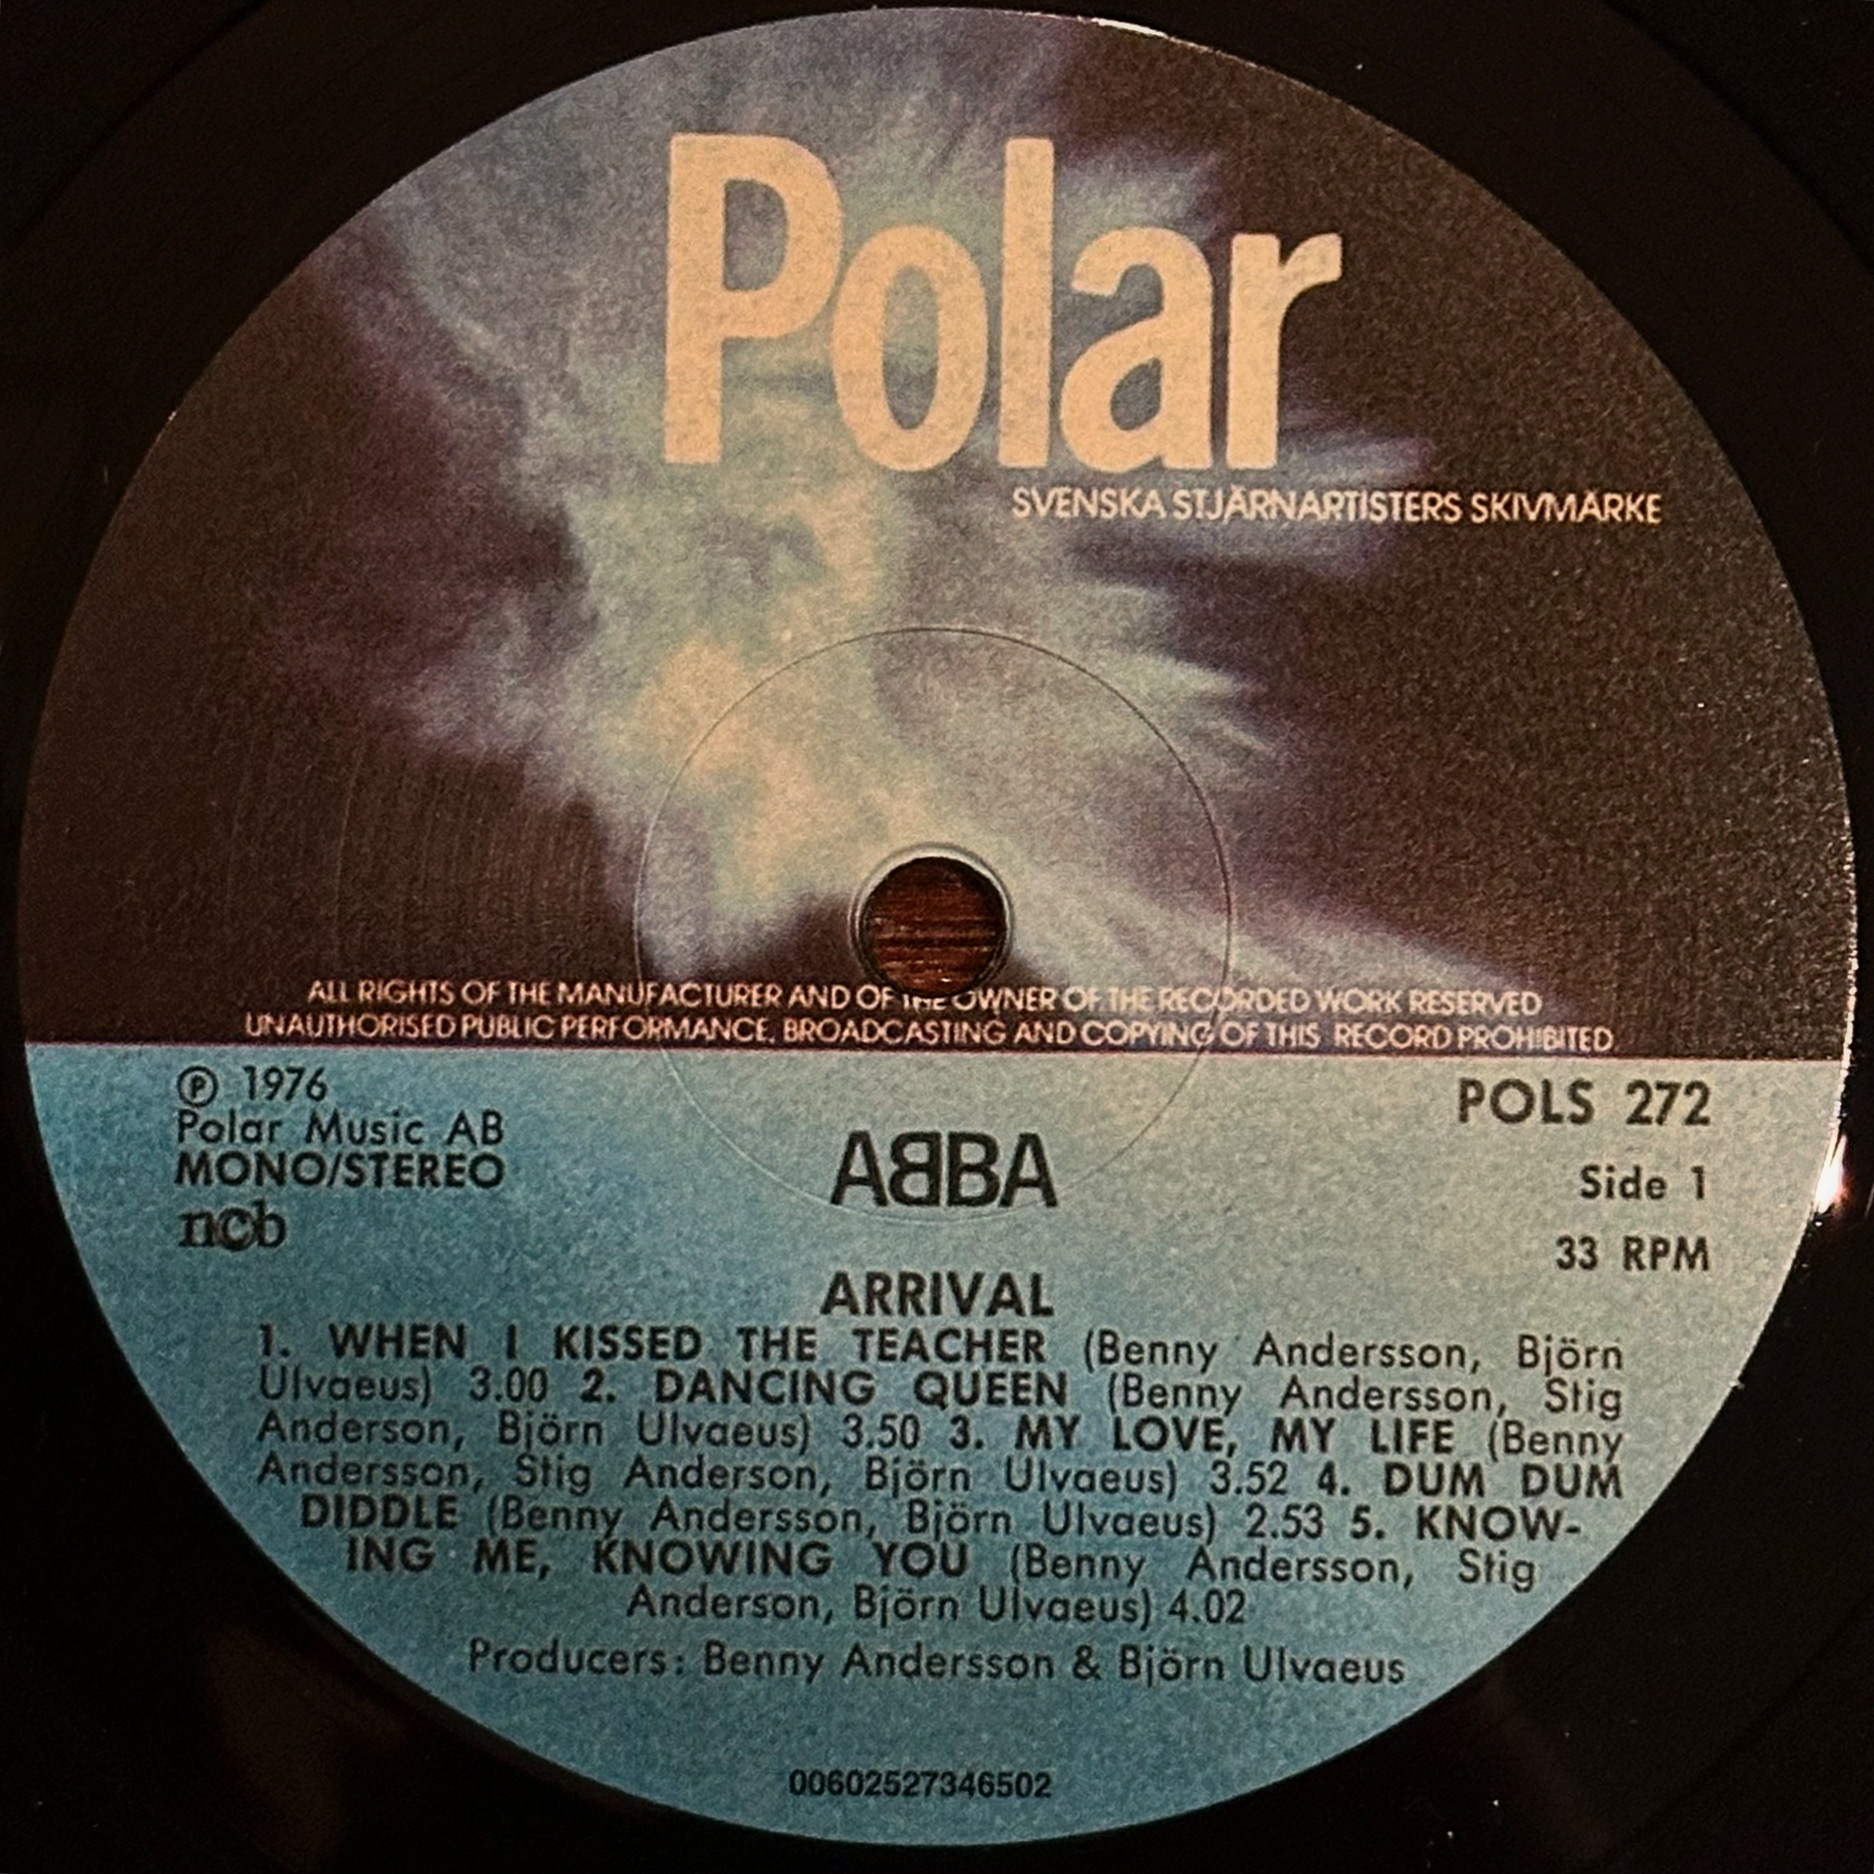 Polar
SVENSKA STJÄRNARTISTERS SKIVMÄRKE
ALL RIGHTS OF THE MANUFACTURER AND OF THE OWNER OF THE RECORDED WORK RESERVED
UNAUTHORISED PUBLIC PERFORMANCE, BROADCASTING AND COPYING OF THIS RECORD PROHIBITED
℗ 1976
Polar Music AB
MONO/STEREO
ncb
POLS 272
Side 1
33 RPM
AᗺBA
ARRIVAL
1. WHEN I KISSED THE TEACHER (Benny Andersson, Björn
Ulvaeus) 3.00 2. DANCING QUEEN (Benny Andersson, Stig
Anderson, Björn Ulvaeus) 3.50 3. MY LOVE, MY LIFE (Benny
Andersson, Stig Anderson, Björn Ulvaeus) 3.52 4. DUM DUM
DIDDLE (Benny Andersson, Björn Ulvaeus) 2.53 5. KNOW-
ING ME, KNOWING YOU (Benny Andersson, Stig
Anderson, Björn Ulvaeus) 4.02
Producers: Benny Andersson & Björn Ulvaeus
00602527346502